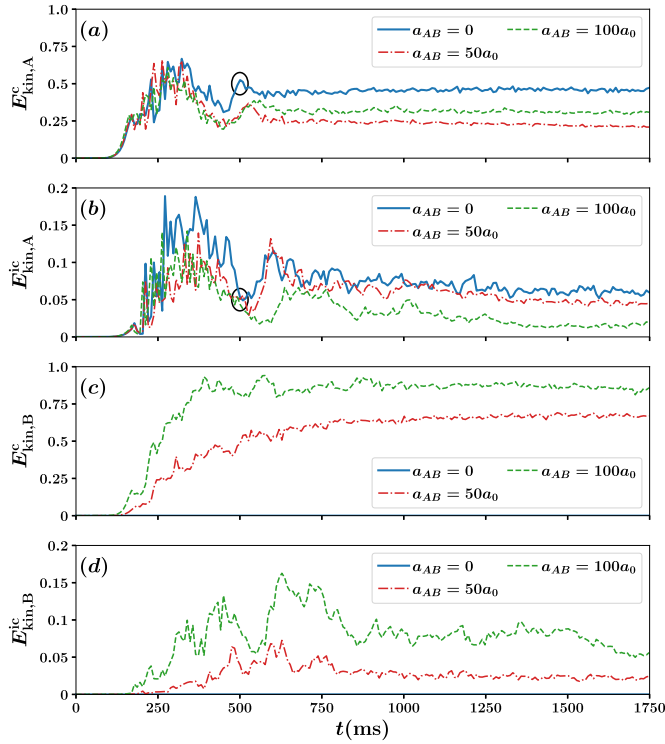 1.0
0.75
0.5
0.25
0
E^c_kin,A
(a)
a_AB = 0
a_AB = 100a_0
a_AB = 50a_0
0.2
0.15
0.1
0.05
0
E^ic_kin,A
(b)
a_AB = 0
a_AB = 100a_0
a_AB = 50a_0
1.0
0.75
0.5
0.25
0
E^c_kin,B
(c)
a_AB = 0
a_AB = 100a_0
a_AB = 50a_0
0.2
0.15
0.1
0.05
0
E^ic_kin,B
(d)
a_AB = 0
a_AB = 100a_0
a_AB = 50a_0
0 250 500 750 1000 1250 1500 1750
t(ms)